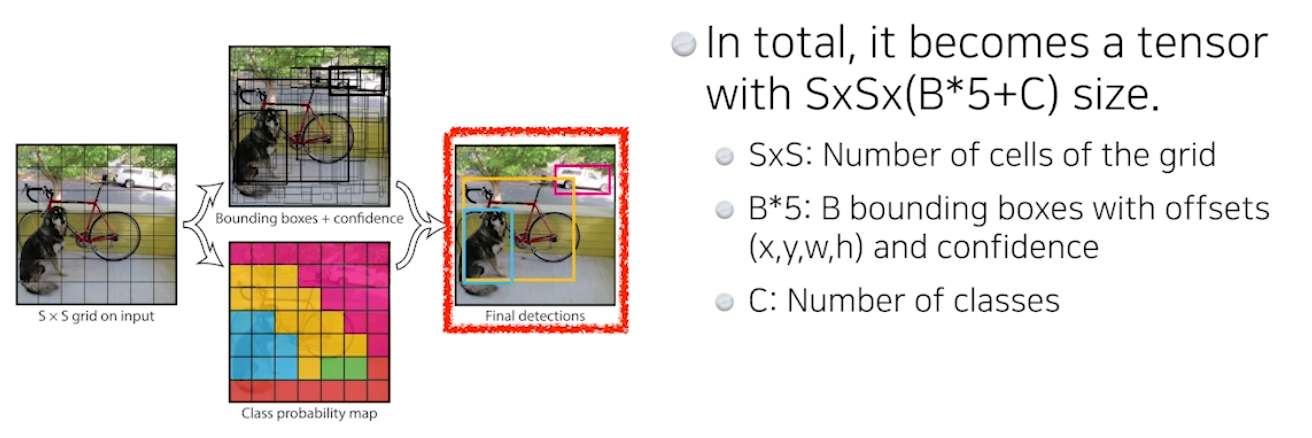 S × S grid on input
Bounding boxes + confidence
Class probability map
Final detections
In total, it becomes a tensor
with SxSx(B*5+C) size.
SxS: Number of cells of the grid
B*5: B bounding boxes with offsets
(x,y,w,h) and confidence
C: Number of classes